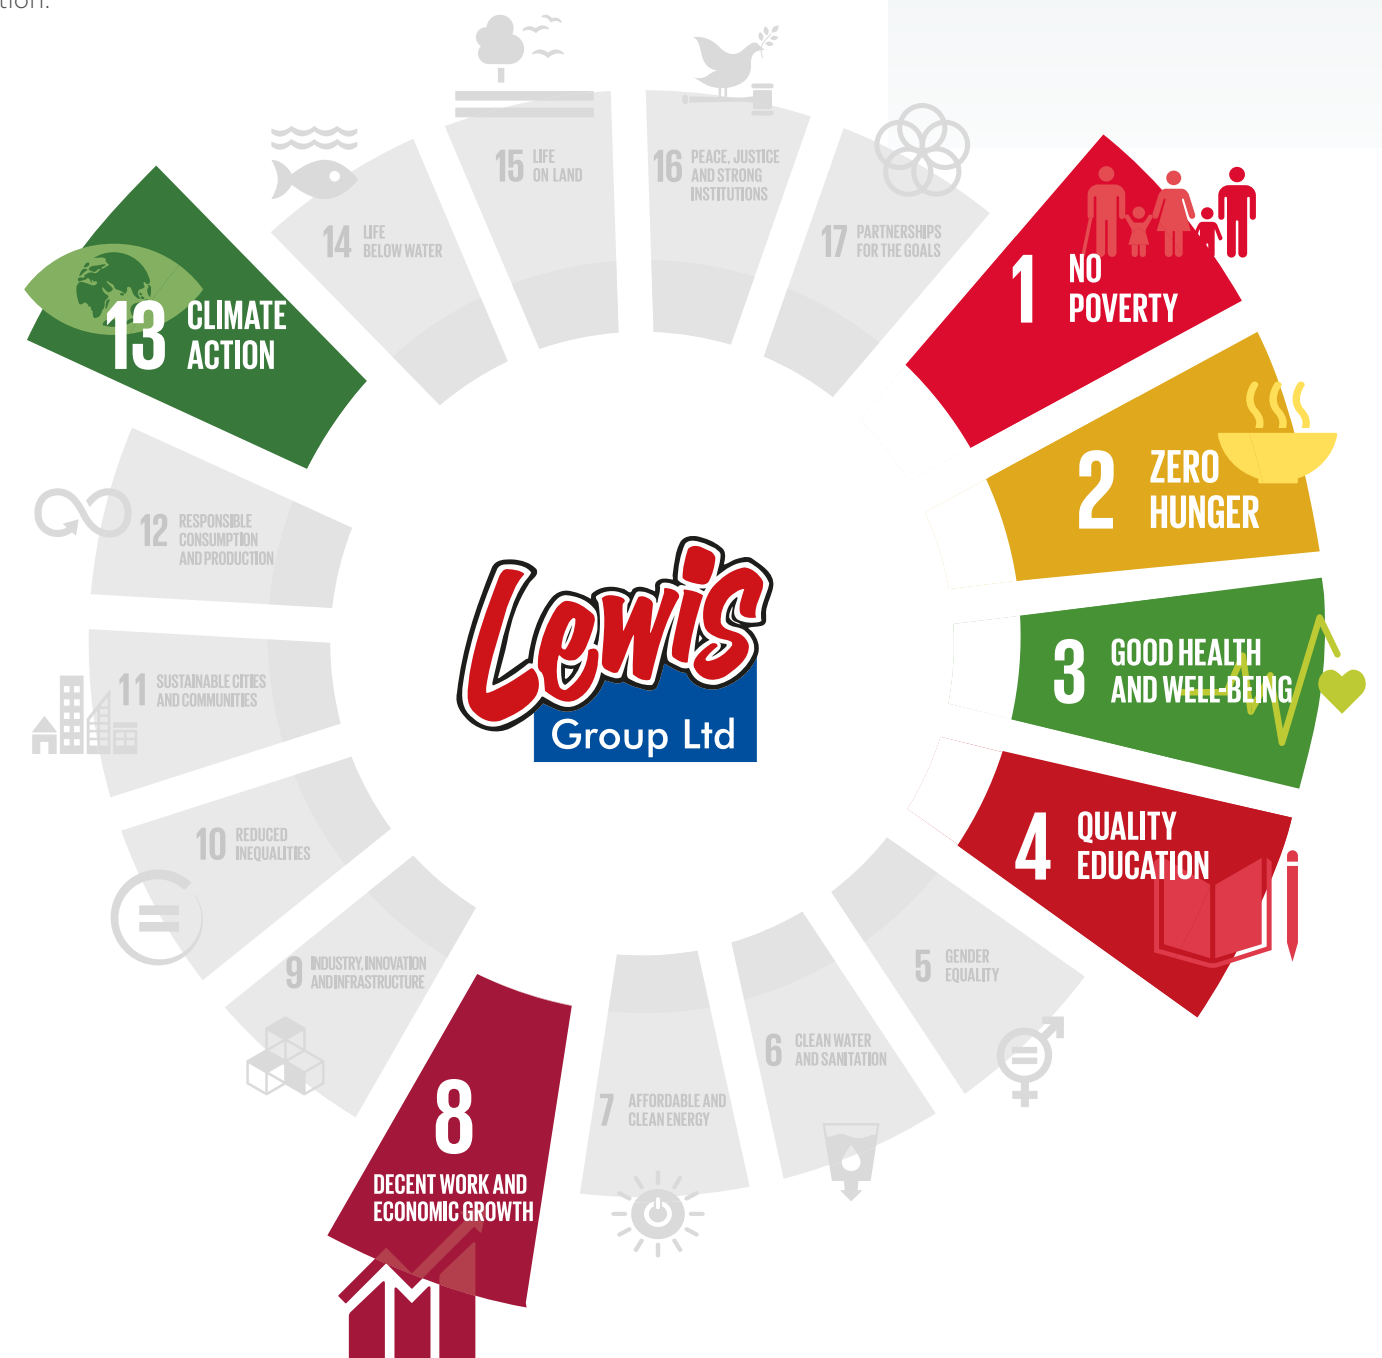 tion.
1 NO
POVERTY
2 ZERO
HUNGER
3 GOOD HEALTH
AND WELL-BEING
4 QUALITY
EDUCATION
5 GENDER
EQUALITY
6 CLEAN WATER
AND SANITATION
7 AFFORDABLE AND
CLEAN ENERGY
8
DECENT WORK AND
ECONOMIC GROWTH
9 INDUSTRY, INNOVATION
AND INFRASTRUCTURE
10 REDUCED
INEQUALITIES
11 SUSTAINABLE CITIES
AND COMMUNITIES
12 RESPONSIBLE
CONSUMPTION
AND PRODUCTION
13 CLIMATE
ACTION
14 LIFE
BELOW WATER
15 LIFE
ON LAND
16 PEACE, JUSTICE
AND STRONG
INSTITUTIONS
17 PARTNERSHIPS
FOR THE GOALS
Lewis
Group Ltd